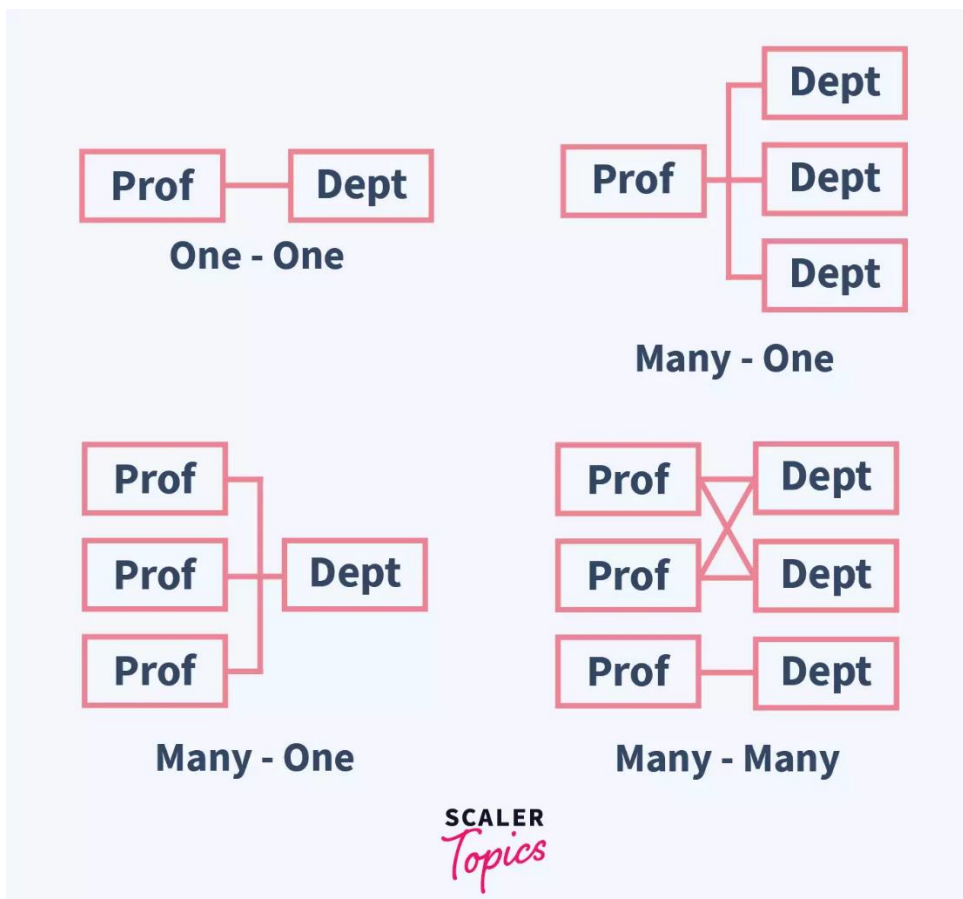 Prof Dept
One - One
Dept
Prof Dept
Dept
Many - One
Prof
Prof Dept
Prof
Many - One
Prof Dept
Prof Dept
Prof Dept
Many - Many
SCALER
Topics